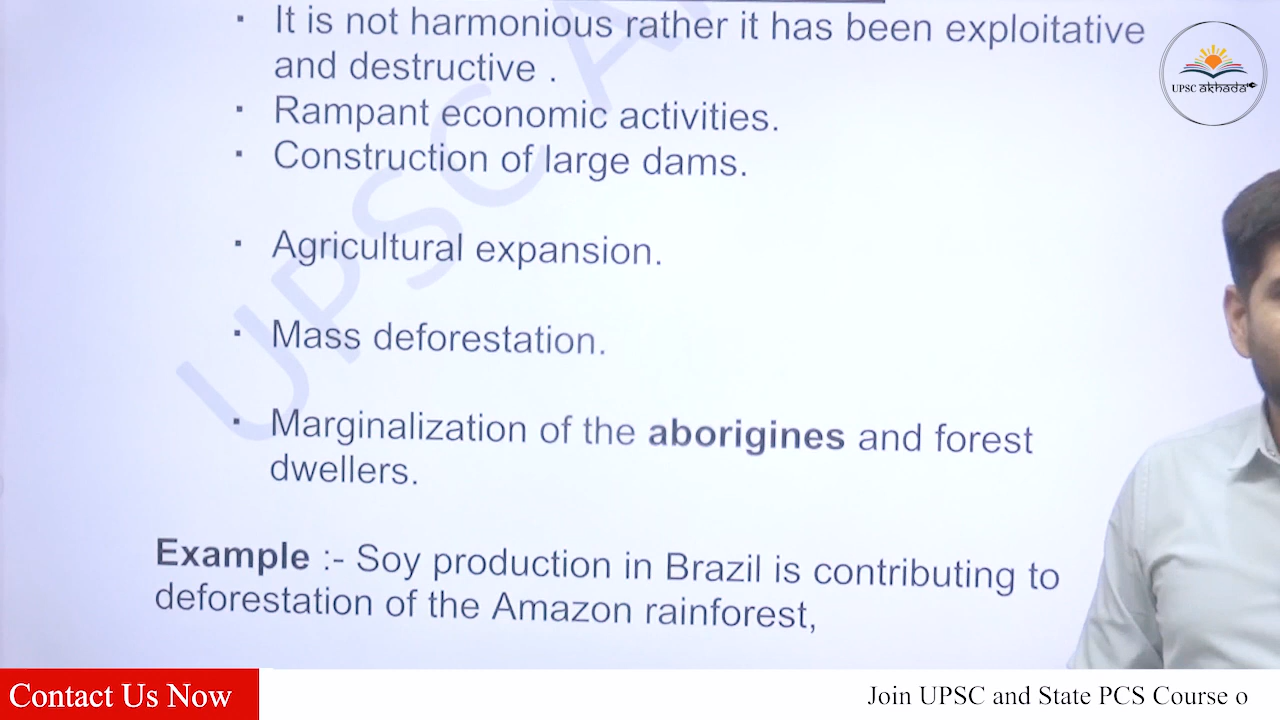 ▪ It is not harmonious rather it has been exploitative
and destructive .
▪ Rampant economic activities.
▪ Construction of large dams.
▪ Agricultural expansion.
▪ Mass deforestation.
▪ Marginalization of the aborigines and forest
dwellers.
Example :- Soy production in Brazil is contributing to
deforestation of the Amazon rainforest,
UPSC A
UPSC akhada
Contact Us Now
Join UPSC and State PCS Course o